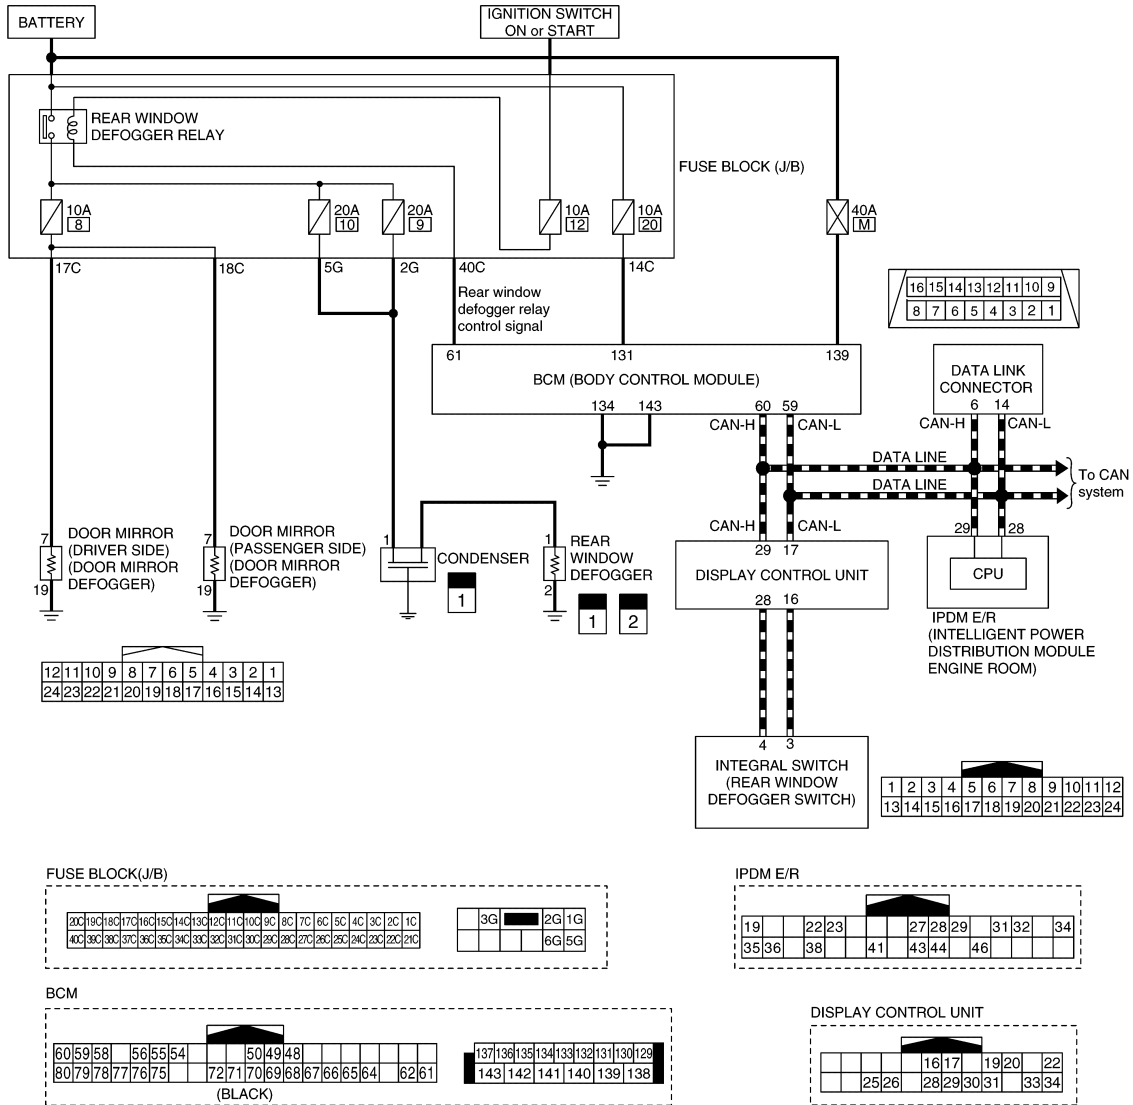 BATTERY
IGNITION SWITCH
ON or START
REAR WINDOW
DEFOGGER RELAY
FUSE BLOCK (J/B)
10A
8
20A
10
20A
9
10A
12
10A
20
40A
M
17C
18C
5G
2G
40C
14C
Rear window
defogger relay
control signal
16 15 14 13 12 11 10 9
8 7 6 5 4 3 2 1
61
131
139
BCM (BODY CONTROL MODULE)
134
143
60
59
CAN-H
CAN-L
DATA LINK
CONNECTOR
6
14
CAN-H
CAN-L
DATA LINE
DATA LINE
To CAN
system
CAN-H
CAN-L
29
17
DISPLAY CONTROL UNIT
28
16
29
28
CPU
IPDM E/R
(INTELLIGENT POWER
DISTRIBUTION MODULE
ENGINE ROOM)
7
DOOR MIRROR
(DRIVER SIDE)
(DOOR MIRROR
DEFOGGER)
19
7
DOOR MIRROR
(PASSENGER SIDE)
(DOOR MIRROR
DEFOGGER)
19
1
CONDENSER
1
1
REAR
WINDOW
DEFOGGER
2
1
2
12 11 10 9 8 7 6 5 4 3 2 1
24 23 22 21 20 19 18 17 16 15 14 13
4
3
INTEGRAL SWITCH
(REAR WINDOW
DEFOGGER SWITCH)
1 2 3 4 5 6 7 8 9 10 11 12
13 14 15 16 17 18 19 20 21 22 23 24
FUSE BLOCK(J/B)
20C 19C 18C 17C 16C 15C 14C 13C 12C 11C 10C 9C 8C 7C 6C 5C 4C 3C 2C 1C
40C 39C 38C 37C 36C 35C 34C 33C 32C 31C 30C 29C 28C 27C 26C 25C 24C 23C 22C 21C
3G 2G 1G
6G 5G
IPDM E/R
19 22 23 27 28 29 31 32 34
35 36 38 41 43 44 46
BCM
60 59 58 56 55 54 50 49 48
80 79 78 77 76 75 72 71 70 69 68 67 66 65 64 62 61
(BLACK)
137 136 135 134 133 132 131 130 129
143 142 141 140 139 138
DISPLAY CONTROL UNIT
16 17 19 20 22
25 26 28 29 30 31 33 34